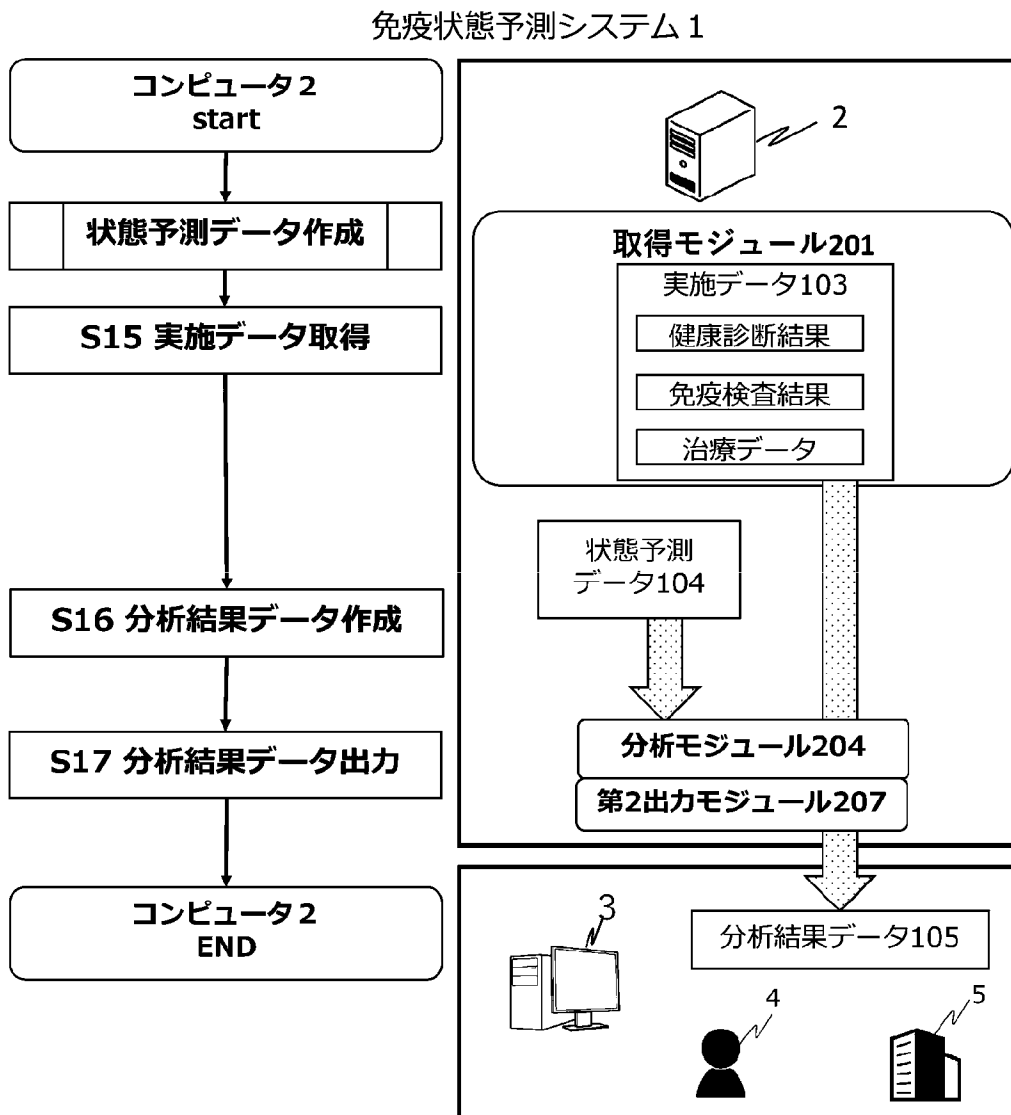 免疫状態予測システム1
コンピュータ2
start
状態予測データ作成
S15 実施データ取得
S16 分析結果データ作成
S17 分析結果データ出力
コンピュータ2
END
2
取得モジュール201
実施データ103
健康診断結果
免疫検査結果
治療データ
状態予測
データ104
分析モジュール204
第2出力モジュール207
3
分析結果データ105
4
5